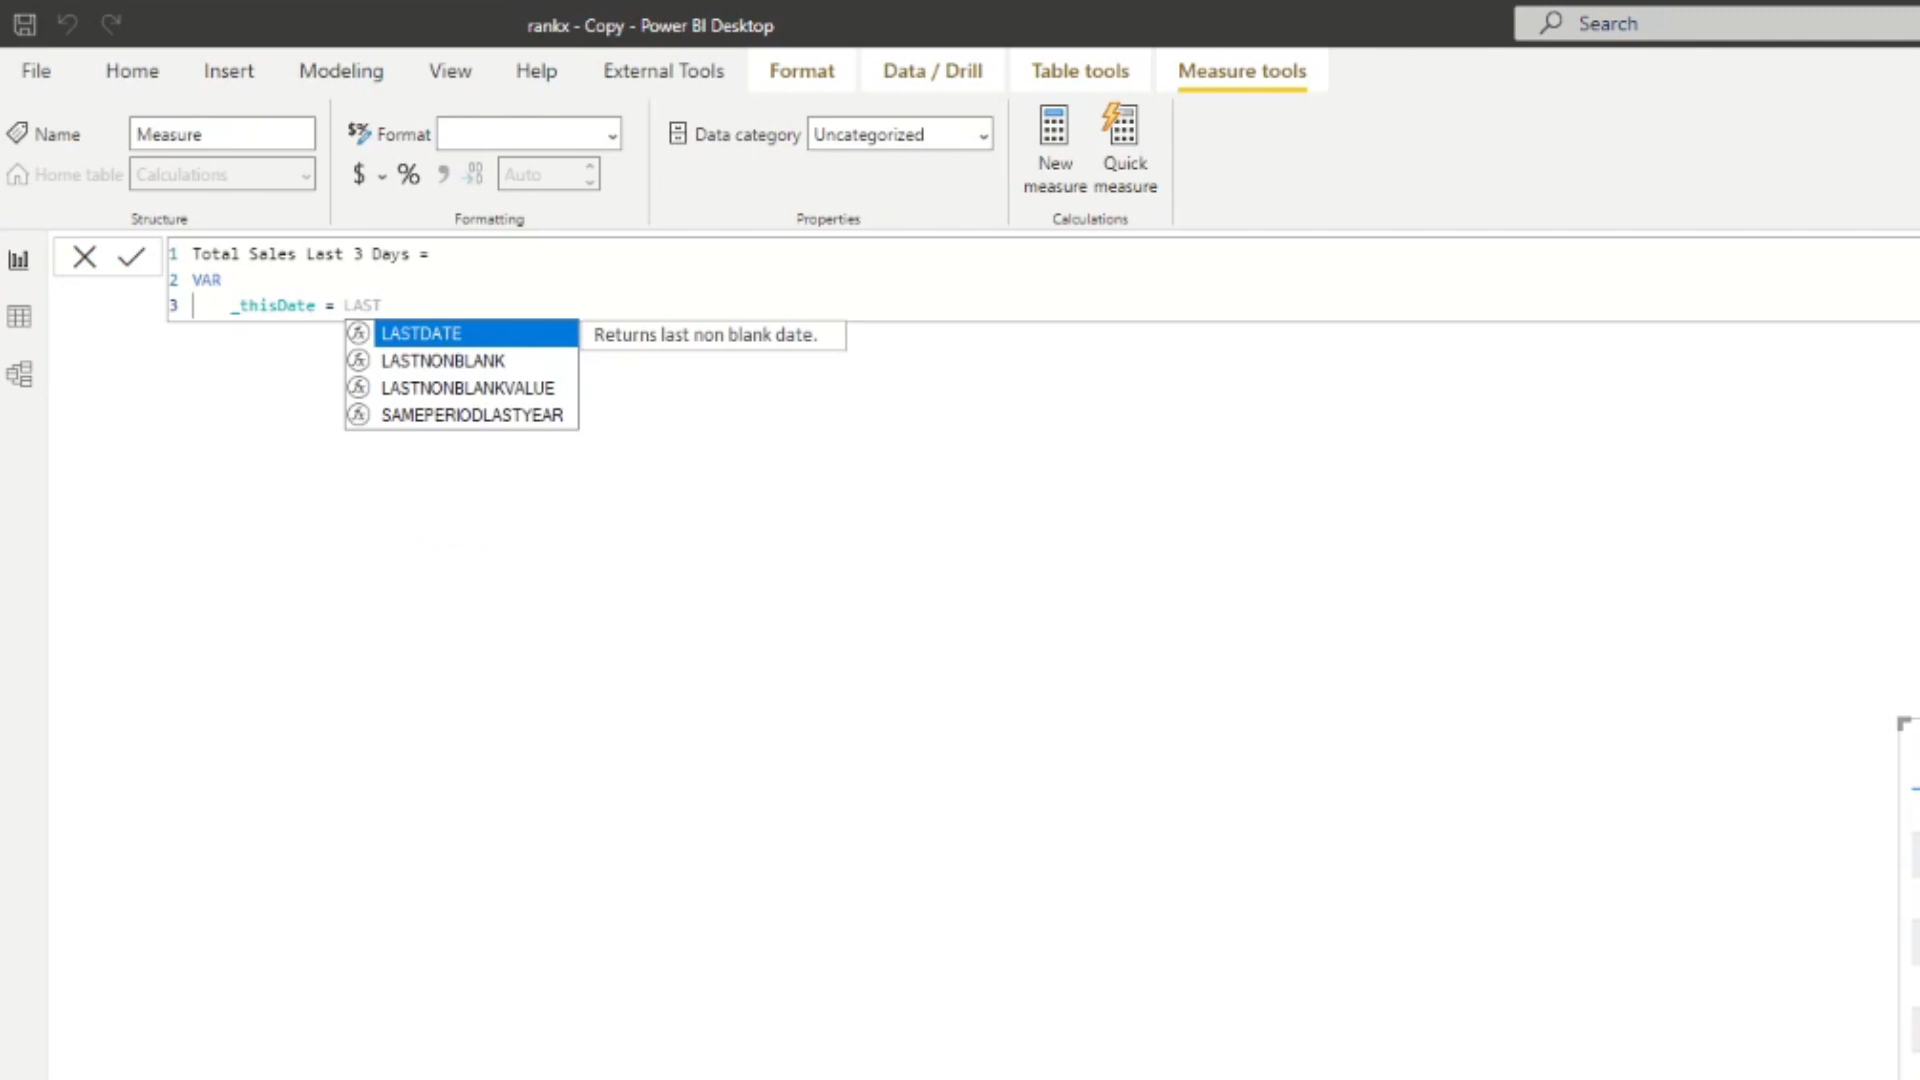 rankx - Copy - Power BI Desktop
Search
File Home Insert Modeling View Help External Tools Format Data / Drill Table tools Measure tools
Name Measure
Format
Data category Uncategorized
New measure
Quick measure
Home table Calculations
$ % Auto
Structure Formatting Properties Calculations
1 Total Sales Last 3 Days =
2 VAR
3 _thisDate = LAST
LASTDATE Returns last non blank date.
LASTNONBLANK
LASTNONBLANKVALUE
SAMEPERIODLASTYEAR